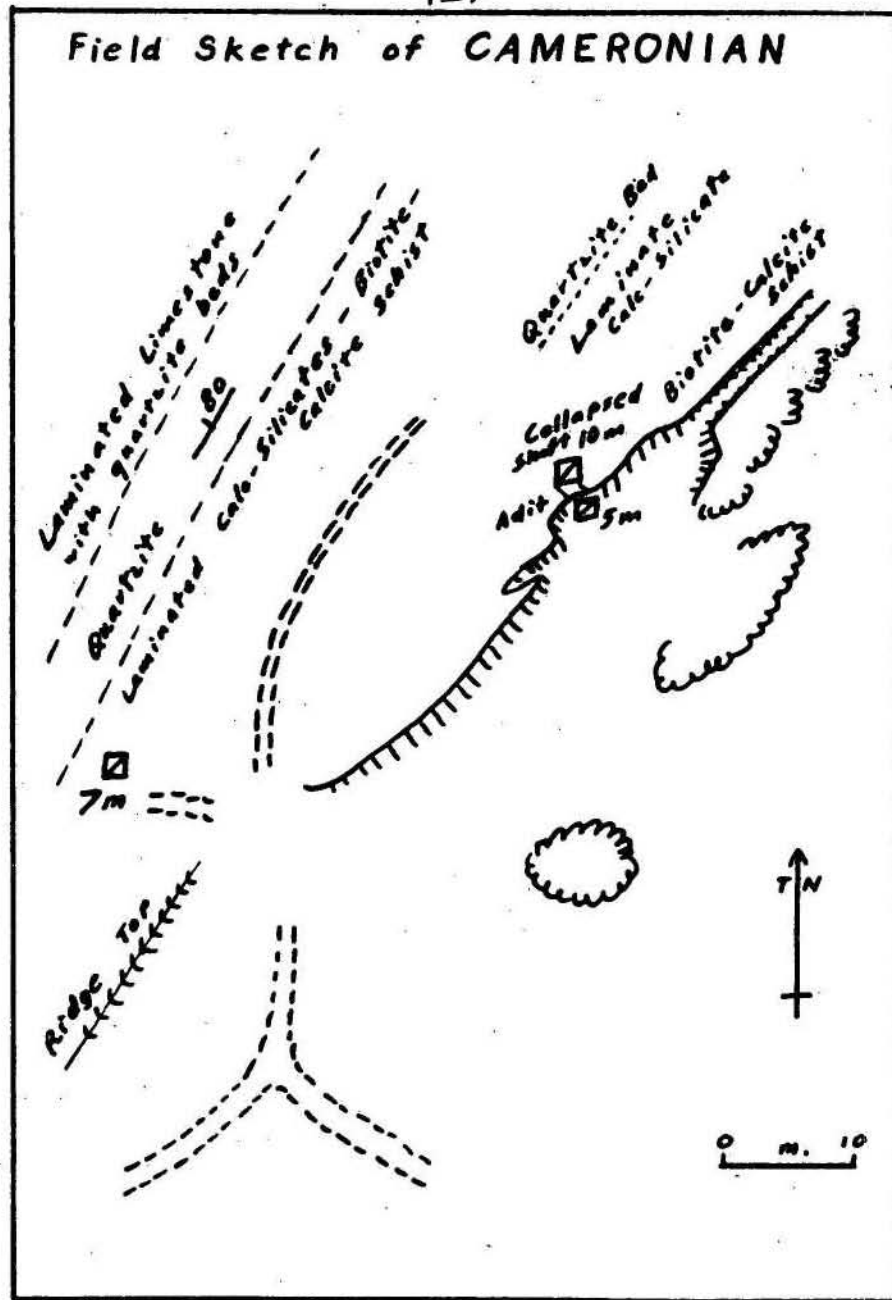 Field Sketch of CAMERONIAN
Laminated Limestone
with quartzite beds
80
Quartzite
Laminated Calc-Silicates - Biotite-
Calcite Schist
Quartzite Bed
Laminate
Calc-Silicate
Biotite-Calcite
Schist
Collapsed
shaft 10m
Adit
5m
7m
Ridge Top
T N
0 m. 10